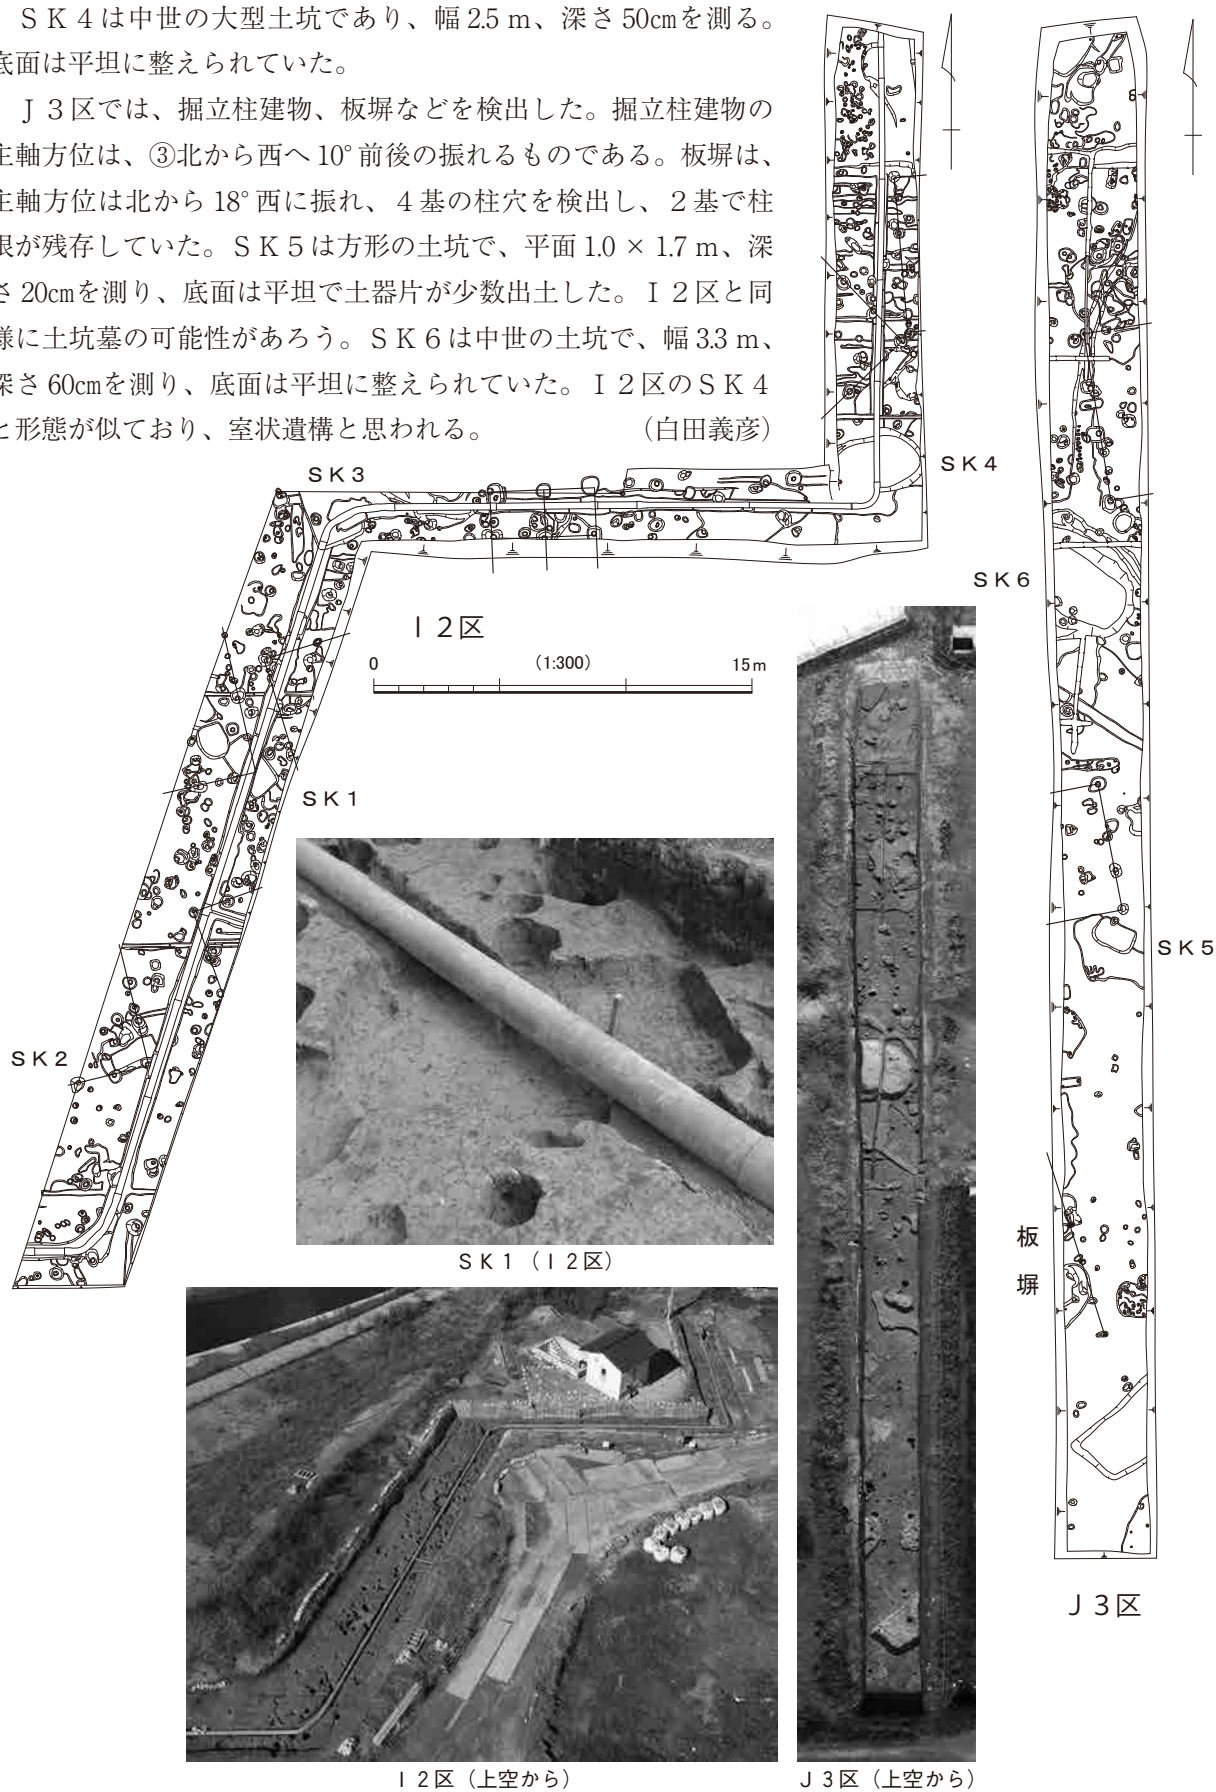 ＳＫ４は中世の大型土坑であり、幅 2.5 ｍ、深さ 50㎝を測る。
底面は平坦に整えられていた。
Ｊ３区では、掘立柱建物、板塀などを検出した。掘立柱建物の
主軸方位は、③北から西へ 10° 前後の振れるものである。板塀は、
主軸方位は北から 18° 西に振れ、４基の柱穴を検出し、２基で柱
根が残存していた。ＳＫ５は方形の土坑で、平面 1.0 × 1.7 ｍ、深
さ 20㎝を測り、底面は平坦で土器片が少数出土した。Ｉ２区と同
様に土坑墓の可能性があろう。ＳＫ６は中世の土坑で、幅 3.3 ｍ、
深さ 60㎝を測り、底面は平坦に整えられていた。Ｉ２区のＳＫ４
と形態が似ており、室状遺構と思われる。　（白田義彦）
ＳＫ３
ＳＫ４
ＳＫ６
Ｉ２区
0　(1:300)　15ｍ
ＳＫ１
ＳＫ５
ＳＫ２
板塀
ＳＫ１（Ｉ２区）
Ｊ３区
Ｉ２区（上空から）
Ｊ３区（上空から）